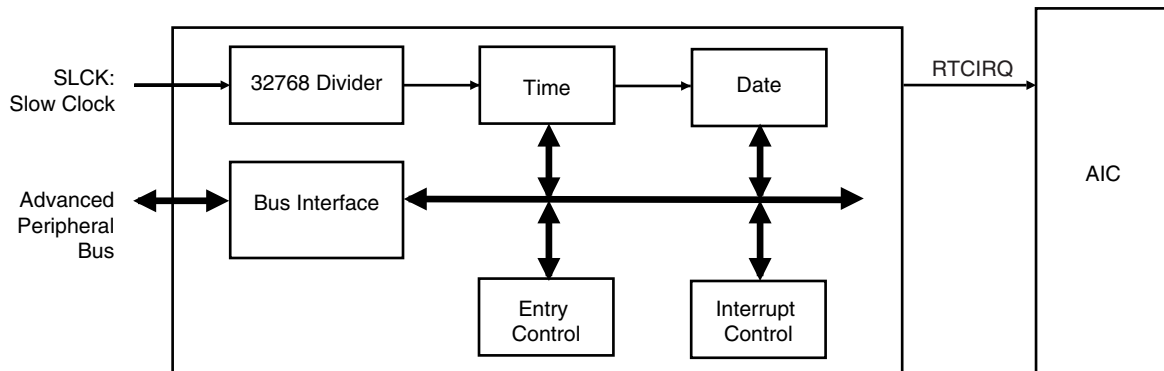 SLCK:
Slow Clock
32768 Divider
Time
Date
RTCIRQ
AIC
Advanced
Peripheral
Bus
Bus Interface
Entry
Control
Interrupt
Control